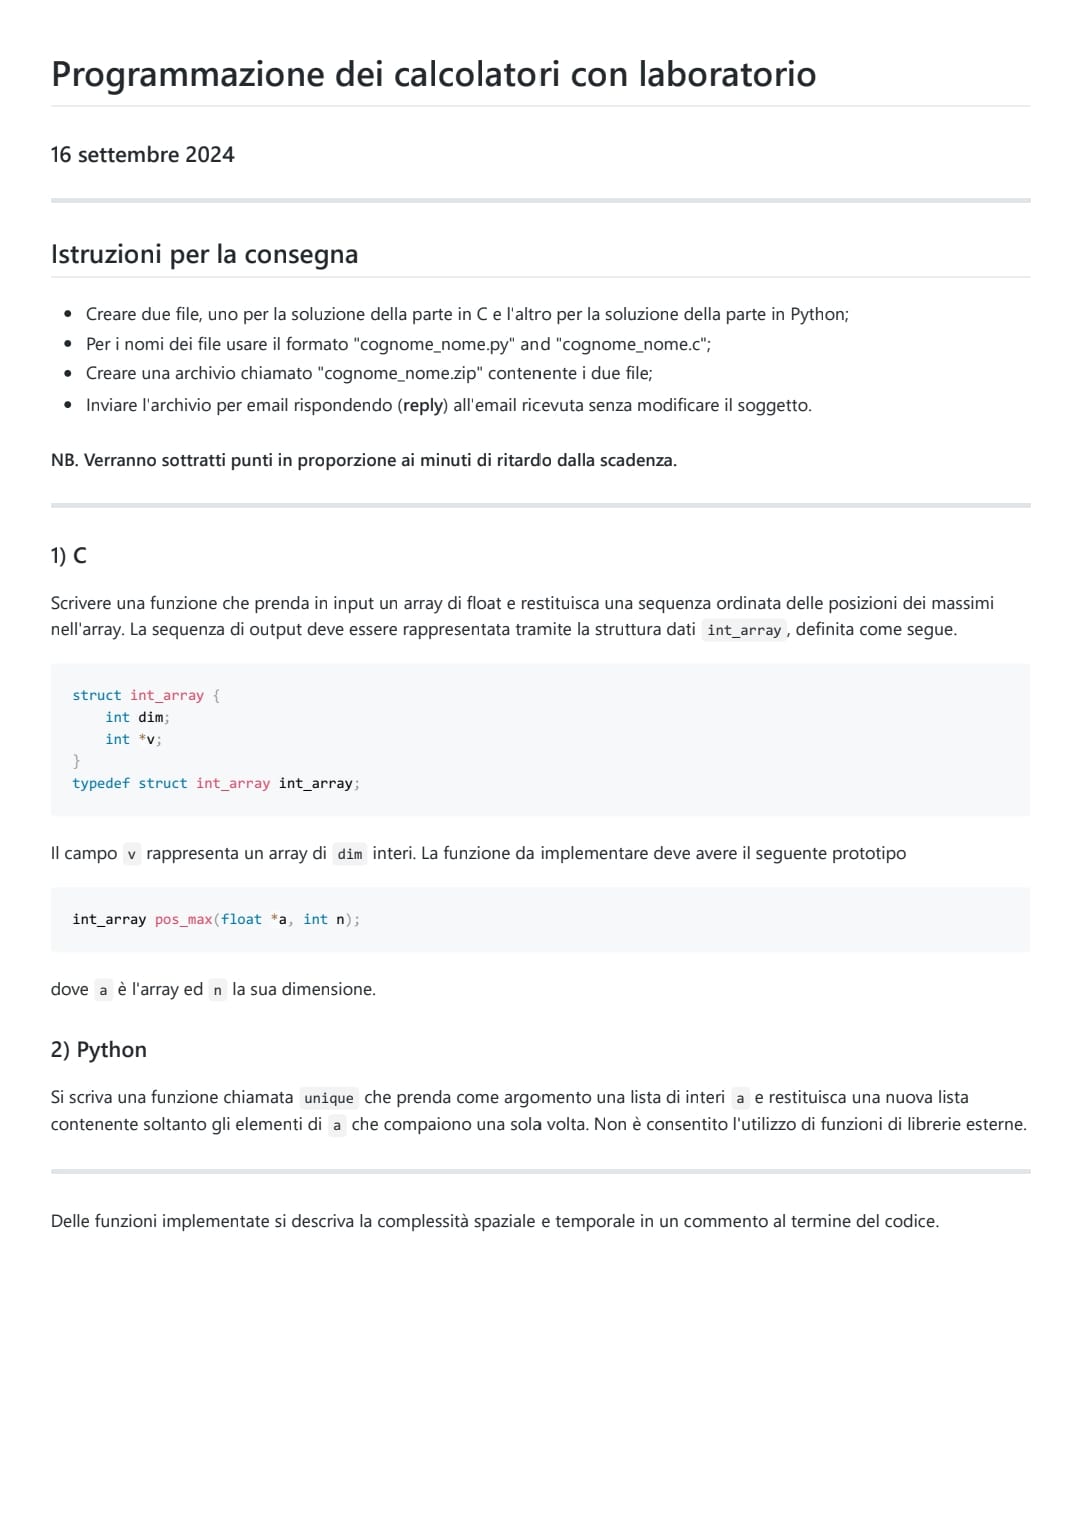 Programmazione dei calcolatori con laboratorio
16 settembre 2024
Istruzioni per la consegna
• Creare due file, uno per la soluzione della parte in C e l'altro per la soluzione della parte in Python;
• Per i nomi dei file usare il formato "cognome_nome.py" and "cognome_nome.c";
• Creare una archivio chiamato "cognome_nome.zip" contenente i due file;
• Inviare l'archivio per email rispondendo (reply) all'email ricevuta senza modificare il soggetto.
NB. Verranno sottratti punti in proporzione ai minuti di ritardo dalla scadenza.
1) C
Scrivere una funzione che prenda in input un array di float e restituisca una sequenza ordinata delle posizioni dei massimi
nell'array. La sequenza di output deve essere rappresentata tramite la struttura dati int_array, definita come segue.
struct int_array {
    int dim;
    int *v;
}
typedef struct int_array int_array;
Il campo v rappresenta un array di dim interi. La funzione da implementare deve avere il seguente prototipo
int_array pos_max(float *a, int n);
dove a è l'array ed n la sua dimensione.
2) Python
Si scriva una funzione chiamata unique che prenda come argomento una lista di interi a e restituisca una nuova lista
contenente soltanto gli elementi di a che compaiono una sola volta. Non è consentito l'utilizzo di funzioni di librerie esterne.
Delle funzioni implementate si descriva la complessità spaziale e temporale in un commento al termine del codice.